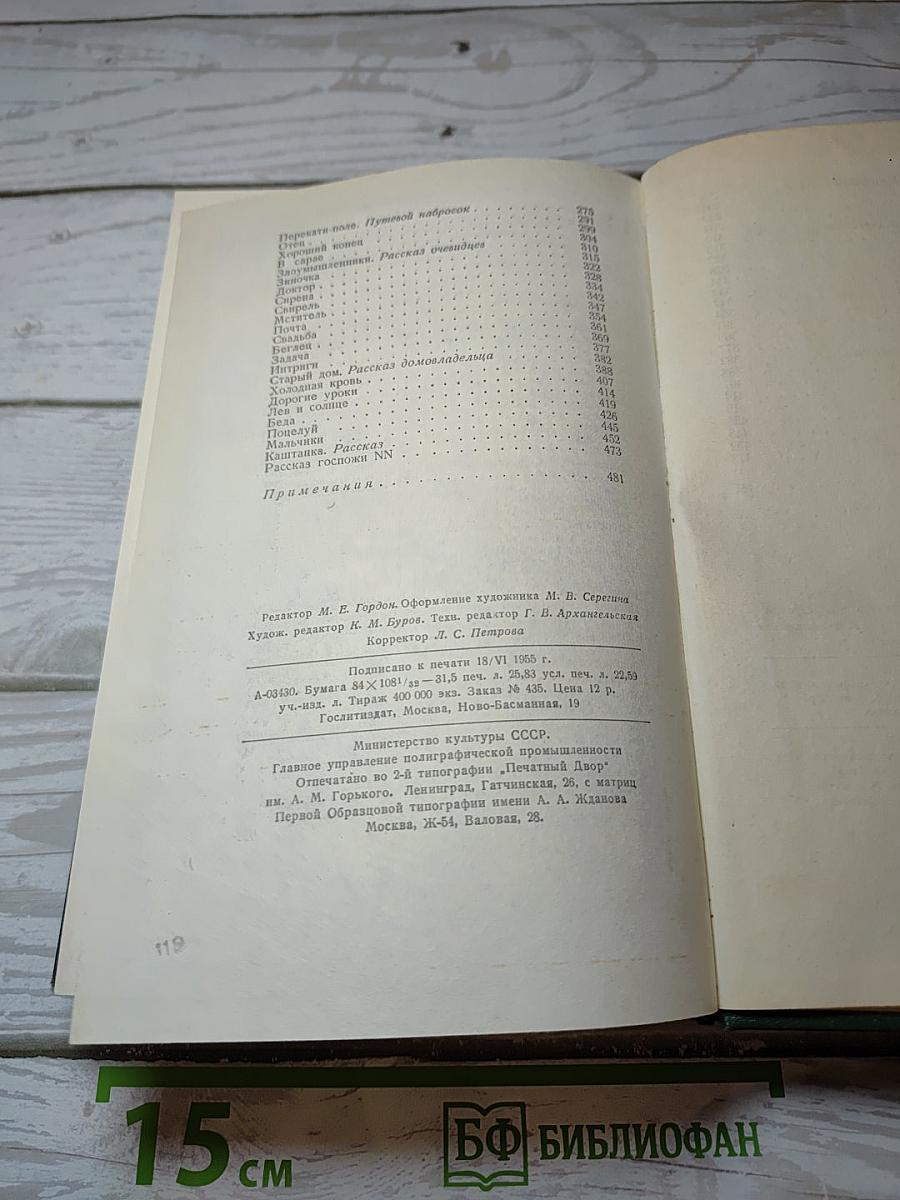 Перекати-поле. Путевой набросок . . . . . . . . 275
Отец . . . . . . . . . . . . . . . . . . . . 291
Хороший конец . . . . . . . . . . . . . . . . 299
В сарае . . . . . . . . . . . . . . . . . . . 304
Злоумышленники. Рассказ очевидцев . . . . . . . 310
Зиночка . . . . . . . . . . . . . . . . . . . 315
Доктор . . . . . . . . . . . . . . . . . . . 322
Сирена . . . . . . . . . . . . . . . . . . . 328
Свирель . . . . . . . . . . . . . . . . . . . 334
Мститель . . . . . . . . . . . . . . . . . . 342
Почта . . . . . . . . . . . . . . . . . . . . 347
Свадьба . . . . . . . . . . . . . . . . . . . 354
Беглец . . . . . . . . . . . . . . . . . . . 361
Задача . . . . . . . . . . . . . . . . . . . 369
Интриги . . . . . . . . . . . . . . . . . . . 377
Старый дом. Рассказ домовладельца . . . . . . . 382
Холодная кровь . . . . . . . . . . . . . . . 388
Дорогие уроки . . . . . . . . . . . . . . . . 407
Лев и солнце . . . . . . . . . . . . . . . . 414
Беда . . . . . . . . . . . . . . . . . . . . 419
Поцелуй . . . . . . . . . . . . . . . . . . . 426
Мальчики . . . . . . . . . . . . . . . . . . 445
Каштанка. Рассказ . . . . . . . . . . . . . . 452
Рассказ госпожи NN . . . . . . . . . . . . . 473
Примечания . . . . . . . . . . . . . . . . . 481
Редактор М. Е. Гордон. Оформление художника М. В. Серегина
Худож. редактор К. М. Буров. Техн. редактор Г. В. Архангельская
Корректор Л. С. Петрова
Подписано к печати 18/VI 1955 г.
А-03430. Бумага 84×108¹/₃₂ — 31,5 печ. л. 25,83 усл. печ. л. 22,59
уч.-изд. л. Тираж 400 000 экз. Заказ № 435. Цена 12 р.
Гослитиздат, Москва, Ново-Басманная, 19
Министерство культуры СССР.
Главное управление полиграфической промышленности
Отпечатано во 2-й типографии „Печатный Двор“
им. А. М. Горького. Ленинград, Гатчинская, 26, с матриц
Первой Образцовой типографии имени А. А. Жданова
Москва, Ж-54, Валовая, 28.
119
15 см
БФ БИБЛИОФАН